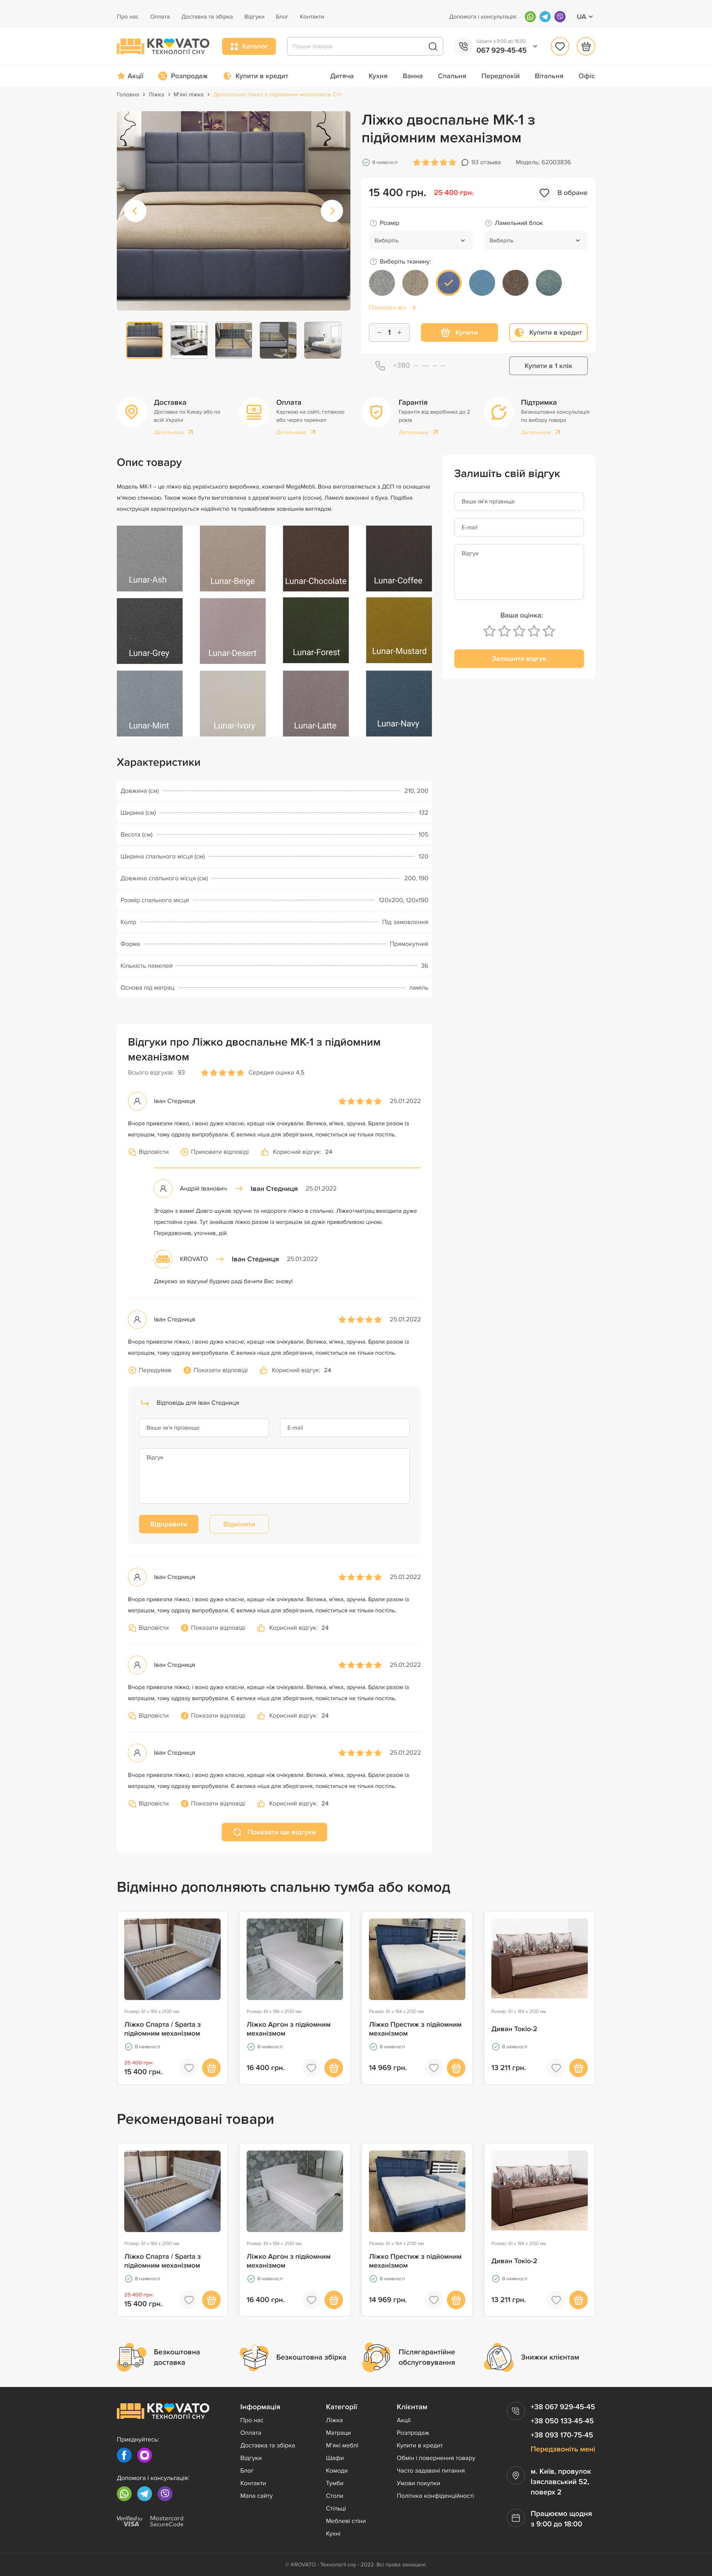 Про нас Оплата Доставка та збірка Відгуки Блог Контакти Допомога і консультація: UA
KROVATO ТЕХНОЛОГІЇ СНУ
Каталог
Пошук товарів
Щодня з 9:00 до 18:00
067 929-45-45
Акції Розпродаж Купити в кредит Дитяча Кухня Ванна Спальня Передпокій Вітальня Офіс
Головна > Ліжка > М'які ліжка >
Ліжко двоспальне МК-1 з
підйомним механізмом
В наявності 93 отзыва Модель: 62003836
15 400 грн. 25 400 грн. В обране
Розмір Ламельний блок
Виберіть Виберіть
Виберіть тканину:
Показати всі
− 1 + Купити Купити в кредит
+380 Купити в 1 клік
Доставка
Доставка по Києву або по
всій Україні
Детальніше
Оплата
Карткою на сайті, готівкою
або через термінал
Детальніше
Гарантія
Гарантія від виробника до 2
років
Детальніше
Підтримка
Безкоштовна консультація
по вибору товара
Детальніше
Опис товару
Модель МК-1 – це ліжко від українського виробника, компанії MegaMebli. Вона виготовляється з ДСП та оснащена
м'якою спинкою. Також може бути виготовлена з дерев'яного щита (сосна). Ламелі виконані з бука. Подібна
конструкція характеризується надійністю та привабливим зовнішнім виглядом.
Lunar-Ash Lunar-Beige Lunar-Chocolate Lunar-Coffee
Lunar-Grey Lunar-Desert Lunar-Forest Lunar-Mustard
Lunar-Mint Lunar-Ivory Lunar-Latte Lunar-Navy
Залишіть свій відгук
Ваше ім'я прізвище
E-mail
Відгук
Ваша оцінка:
Залишити відгук
Характеристики
Довжина (см) 210, 200
Ширина (см) 132
Висота (см) 105
Ширина спального місця (см) 120
Довжина спального місця (см) 200, 190
Розмір спального місця 120х200, 120х190
Колір Під замовлення
Форма Прямокутний
Кількість ламелей 36
Основа під матрац ламіль
Відгуки про Ліжко двоспальне МК-1 з підйомним
механізмом
Всього відгуків: 93 Середня оцінка 4,5
Іван Стедниця 25.01.2022
Вчора привезли ліжко, і воно дуже класне, краще ніж очікували. Велика, м'яка, зручна. Брали разом із
матрацом, тому одразу випробували. Є велика ніша для зберігання, поміститься не тільки постіль.
Відповісти Приховати відповіді Корисний відгук: 24
Андрій Іванович Іван Стедниця 25.01.2022
Згоден з вами! Довго шукав зручне та недороге ліжко в спальню. Ліжко+матрац виходила дуже
пристойна сума. Тут знайшов ліжко разом із матрацом за дуже привабливою ціною.
Передзвонив, уточнив, дій.
KROVATO Іван Стедниця 25.01.2022
Дякуємо за відгуки! будемо раді бачити Вас знову!
Іван Стедниця 25.01.2022
Вчора привезли ліжко, і воно дуже класне, краще ніж очікували. Велика, м'яка, зручна. Брали разом із
матрацом, тому одразу випробували. Є велика ніша для зберігання, поміститься не тільки постіль.
Передумав Показати відповіді Корисний відгук: 24
Відповідь для Іван Стедниця
Ваше ім'я прізвище E-mail
Відгук
Відправити Відмінити
Іван Стедниця 25.01.2022
Вчора привезли ліжко, і воно дуже класне, краще ніж очікували. Велика, м'яка, зручна. Брали разом із
матрацом, тому одразу випробували. Є велика ніша для зберігання, поміститься не тільки постіль.
Відповісти Показати відповіді Корисний відгук: 24
Іван Стедниця 25.01.2022
Вчора привезли ліжко, і воно дуже класне, краще ніж очікували. Велика, м'яка, зручна. Брали разом із
матрацом, тому одразу випробували. Є велика ніша для зберігання, поміститься не тільки постіль.
Відповісти Показати відповіді Корисний відгук: 24
Іван Стедниця 25.01.2022
Вчора привезли ліжко, і воно дуже класне, краще ніж очікували. Велика, м'яка, зручна. Брали разом із
матрацом, тому одразу випробували. Є велика ніша для зберігання, поміститься не тільки постіль.
Відповісти Показати відповіді Корисний відгук: 24
Показати ще відгуки
Відмінно дополняють спальню тумба або комод
Розмір: 61 x 184 x 2130 мм Розмір: 61 x 184 x 2130 мм Розмір: 61 x 184 x 2130 мм Розмір: 61 x 184 x 2130 мм
Ліжко Спарта / Sparta з
підйомним механізмом
Ліжко Аргон з підйомним
механізмом
Ліжко Престиж з підйомним
механізмом
Диван Токіо-2
В наявності В наявності В наявності В наявності
25 400 грн.
15 400 грн. 16 400 грн. 14 969 грн. 13 211 грн.
Рекомендовані товари
Розмір: 61 x 184 x 2130 мм Розмір: 61 x 184 x 2130 мм Розмір: 61 x 184 x 2130 мм Розмір: 61 x 184 x 2130 мм
Ліжко Спарта / Sparta з
підйомним механізмом
Ліжко Аргон з підйомним
механізмом
Ліжко Престиж з підйомним
механізмом
Диван Токіо-2
В наявності В наявності В наявності В наявності
25 400 грн.
15 400 грн. 16 400 грн. 14 969 грн. 13 211 грн.
Безкоштовна
доставка
Безкоштовна збірка
Післягарантійне
обслуговування
Знижки клієнтам
KROVATO ТЕХНОЛОГІЇ СНУ
Приєднуйтесь:
Допомога і консультація:
Verified by VISA
Mastercard SecureCode
Інформація
Про нас
Оплата
Доставка та збірка
Відгуки
Блог
Контакти
Мапа сайту
Категорії
Ліжка
Матраци
М'які меблі
Шафи
Комоди
Тумби
Столи
Стільці
Меблеві стіни
Кухні
Клієнтам
Акції
Розпродаж
Купити в кредит
Обмін і повернення товару
Часто задавані питання
Умови покупки
Політика конфіденційності
+38 067 929-45-45
+38 050 133-45-45
+38 093 170-75-45
Передзвоніть мені
м. Київ, провулок
Ізяславський 52,
поверх 2
Працюємо щодня
з 9:00 до 18:00
© KROVATO - Технології сну - 2022. Всі права захищені.